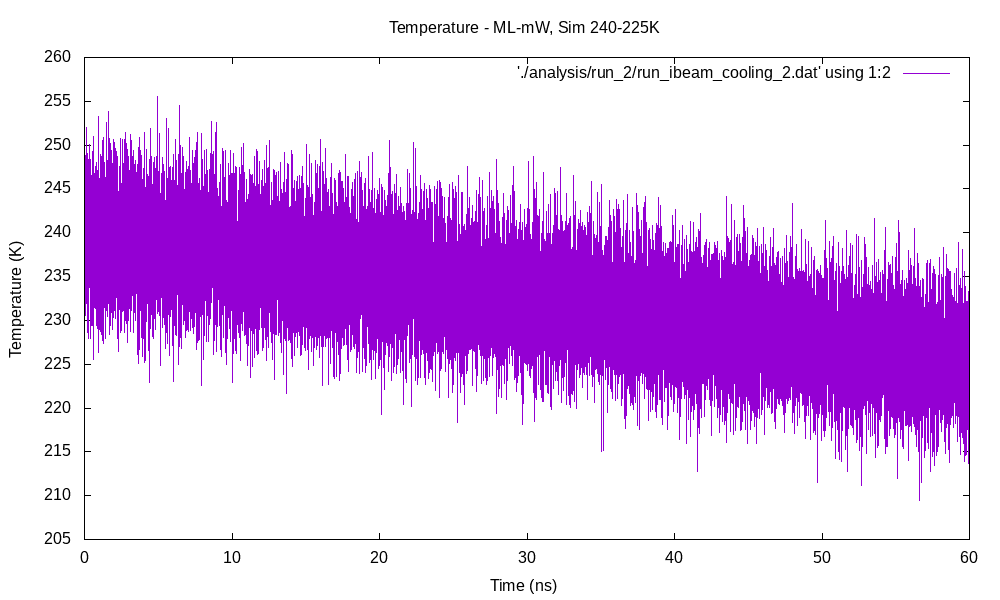 Temperature - ML-mW, Sim 240-225K
'./analysis/run_2/run_ibeam_cooling_2.dat' using 1:2
260
255
250
245
240
235
230
225
220
215
210
205
Temperature (K)
0 10 20 30 40 50 60
Time (ns)